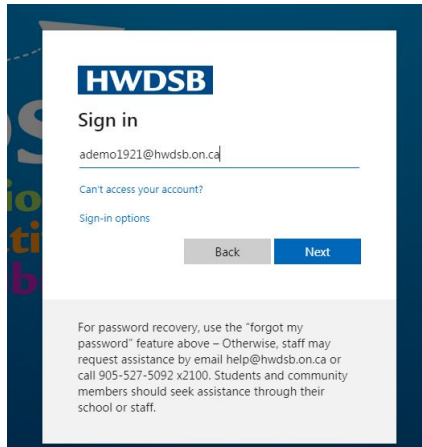 HWDSB
Sign in
ademo1921@hwdsb.on.ca
Can't access your account?
Sign-in options
Back Next
For password recovery, use the "forgot my
password" feature above – Otherwise, staff may
request assistance by email help@hwdsb.on.ca or
call 905-527-5092 x2100. Students and community
members should seek assistance through their
school or staff.